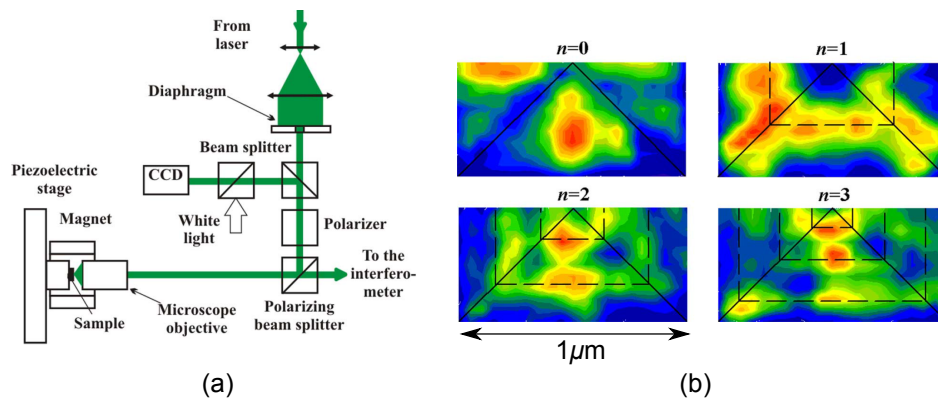 From
laser
Diaphragm
Beam splitter
CCD
Piezoelectric
stage
Magnet
White
light
Polarizer
To the
interfero-
meter
Sample
Microscope
objective
Polarizing
beam splitter
(a)
n=0
n=1
n=2
n=3
1μm
(b)